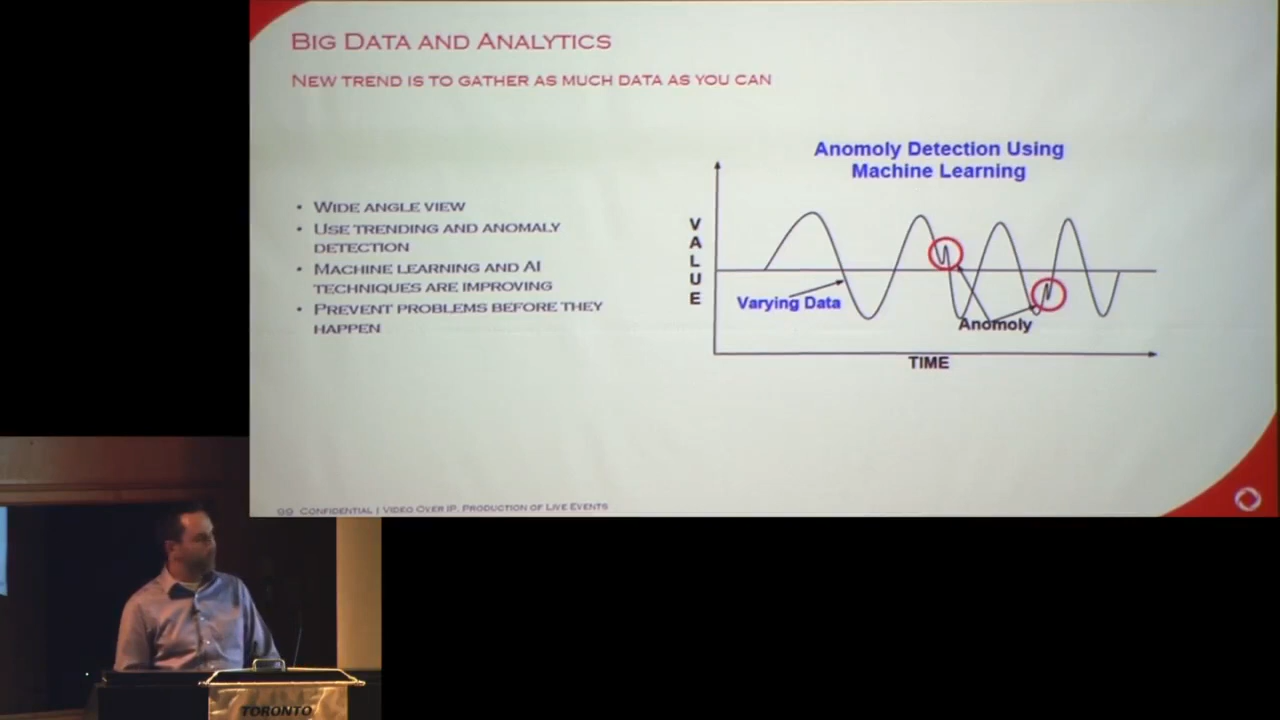 BIG DATA AND ANALYTICS
NEW TREND IS TO GATHER AS MUCH DATA AS YOU CAN
• WIDE ANGLE VIEW
• USE TRENDING AND ANOMALY
DETECTION
• MACHINE LEARNING AND AI
TECHNIQUES ARE IMPROVING
• PREVENT PROBLEMS BEFORE THEY
HAPPEN
Anomoly Detection Using
Machine Learning
VALUE
Varying Data
Anomoly
TIME
99 CONFIDENTIAL | VIDEO OVER IP, PRODUCTION OF LIVE EVENTS
TORONTO